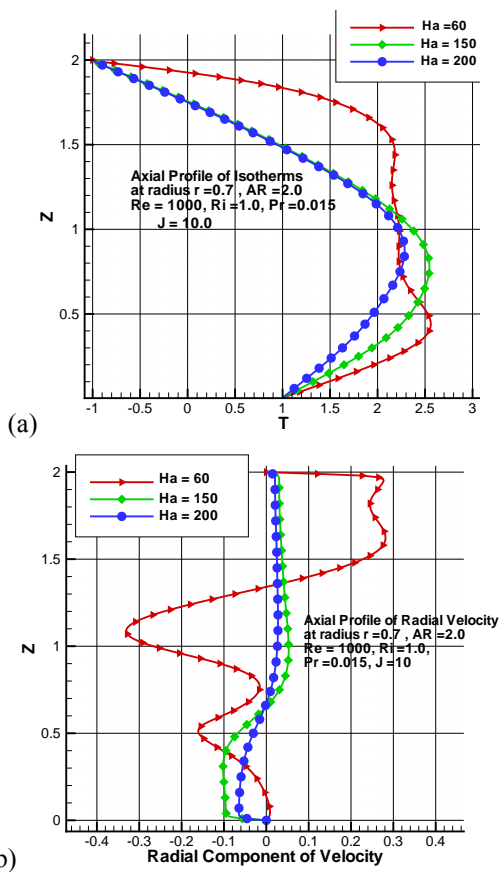 Ha =60
Ha = 150
Ha = 200
2
1.5
1
0.5
Z
Axial Profile of Isotherms
at radius r =0.7 , AR =2.0
Re = 1000, Ri =1.0, Pr =0.015
J = 10.0
-1 -0.5 0 0.5 1 1.5 2 2.5 3
T
(a)
Ha = 60
Ha = 150
Ha = 200
2
1.5
1
0.5
0
Z
Axial Profile of Radial Velocity
at radius r =0.7 , AR =2.0
Re = 1000, Ri =1.0,
Pr =0.015, J =10
-0.4 -0.3 -0.2 -0.1 0 0.1 0.2 0.3 0.4
Radial Component of Velocity
b)